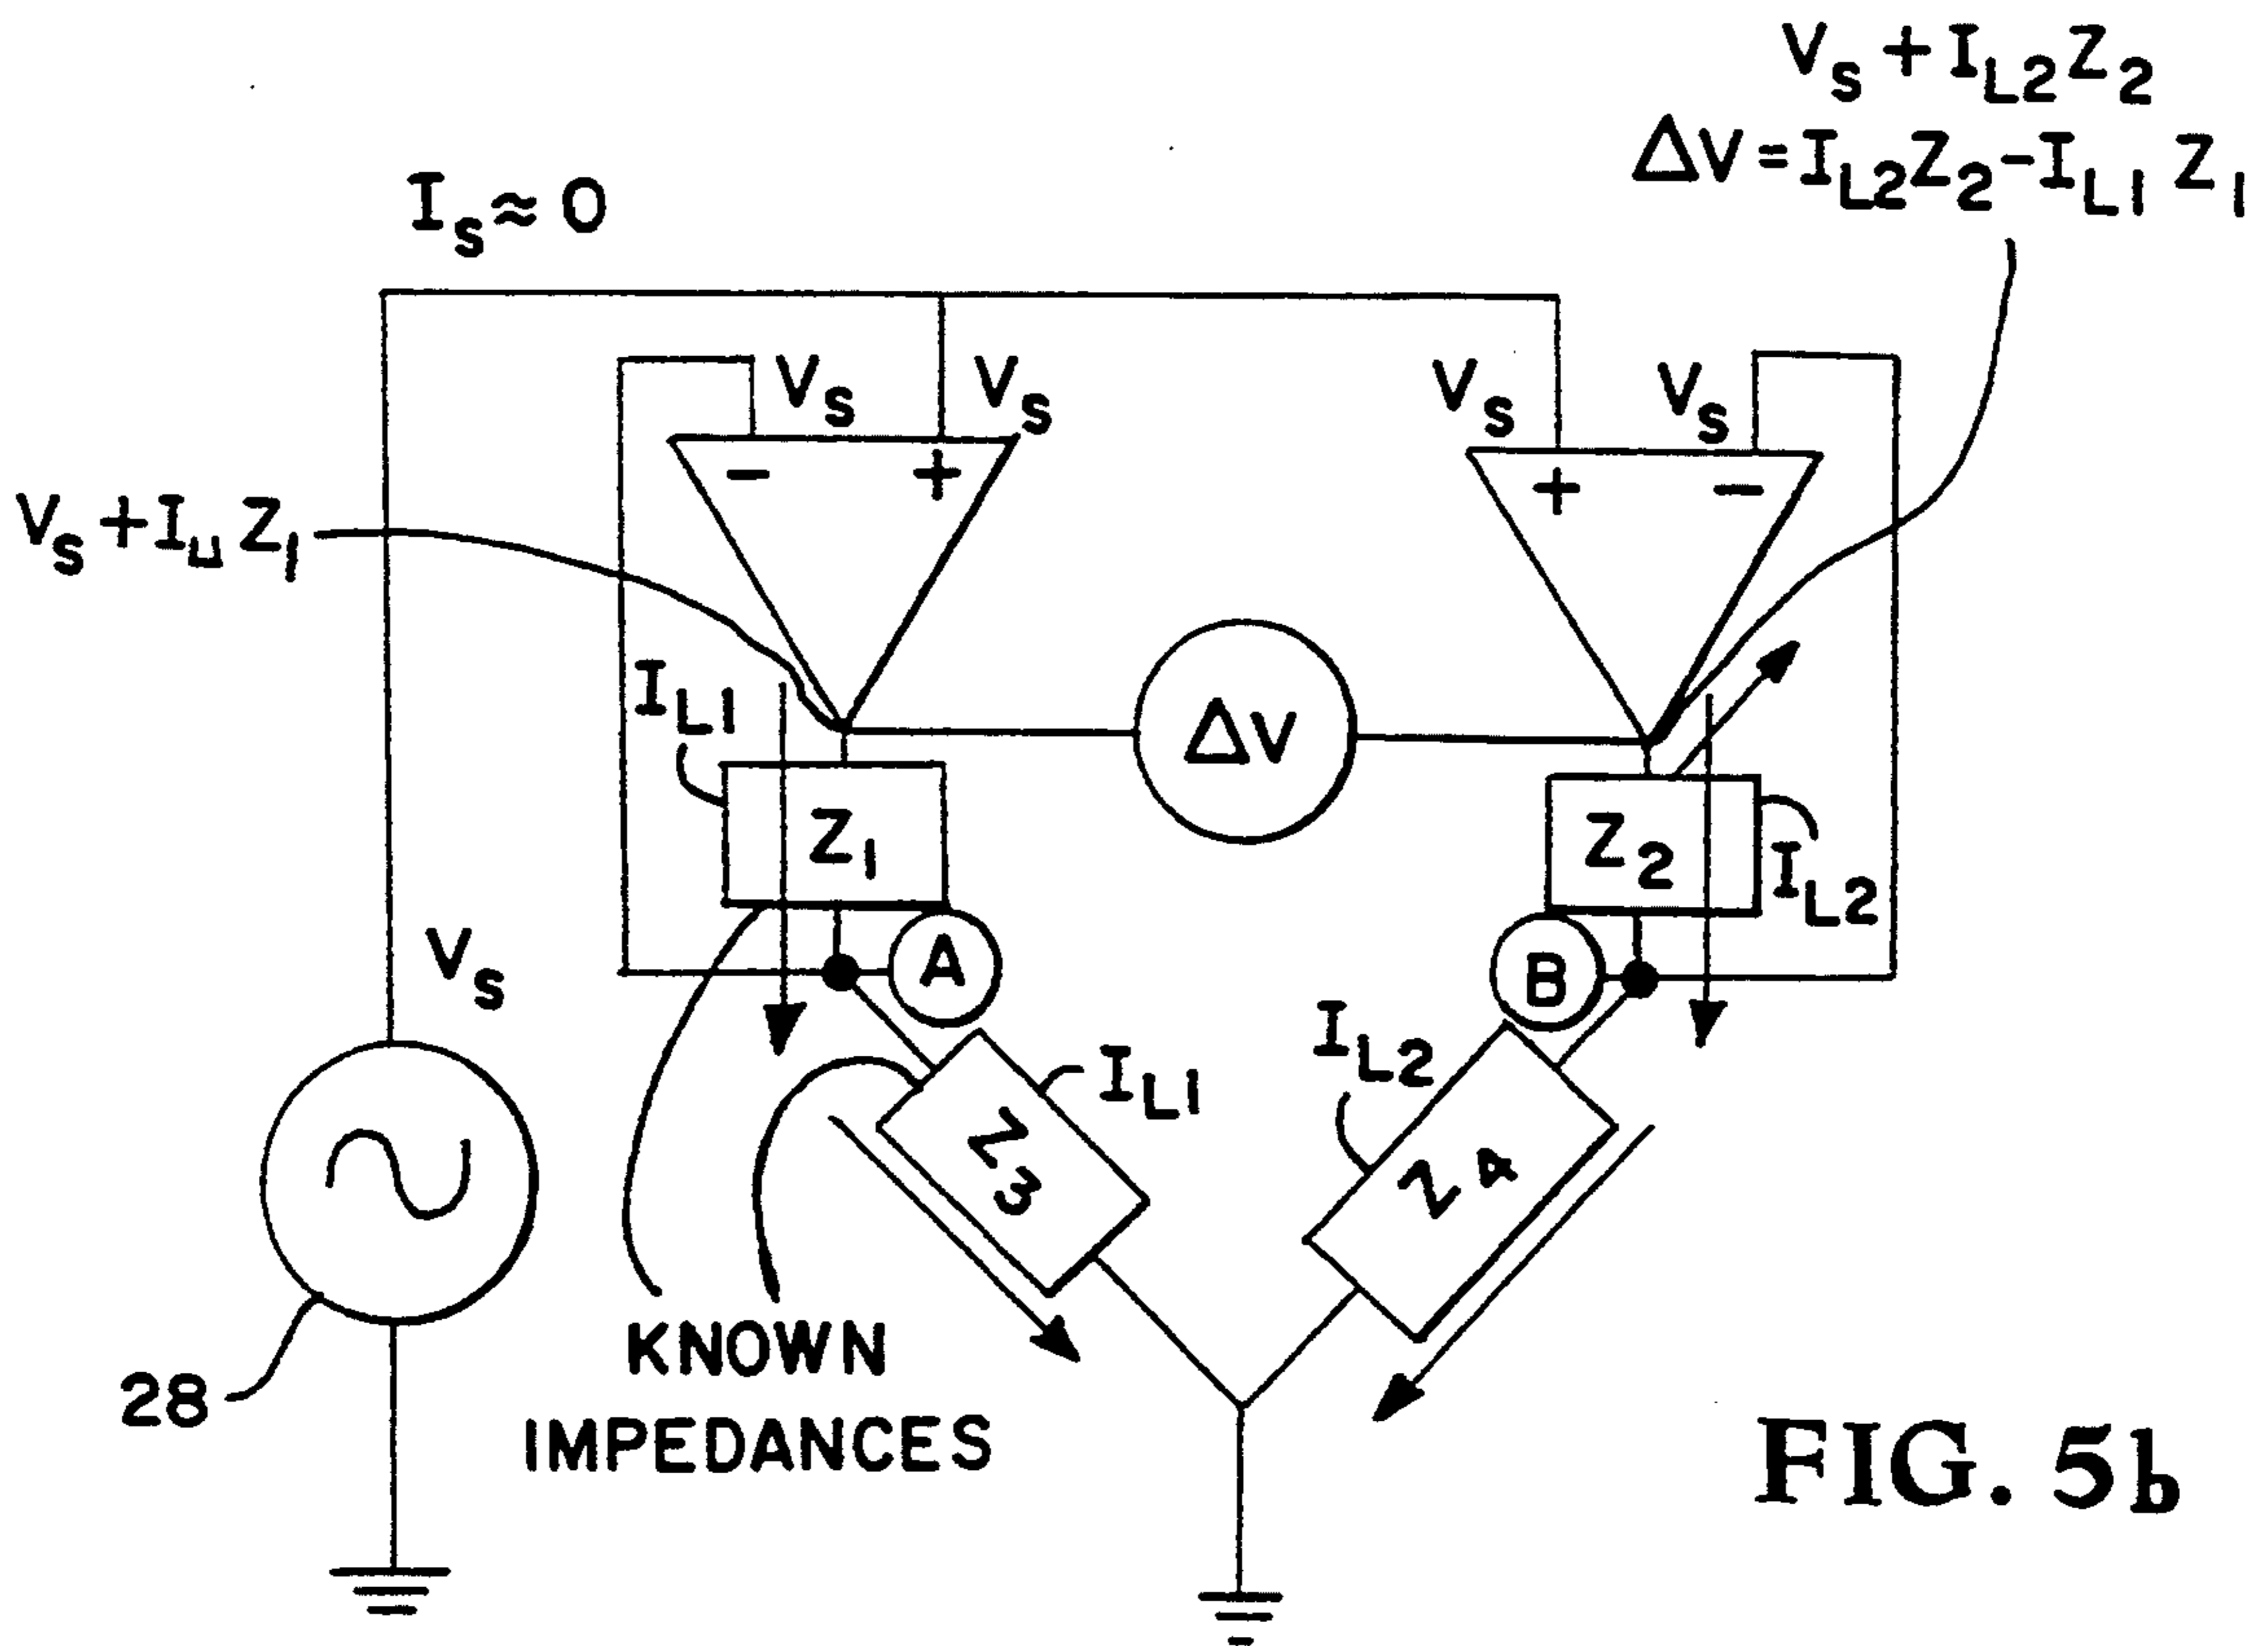 Vs + IL2Z2
ΔV = IL2Z2 - IL1 Z1
Is ≈ 0
Vs
Vs
Vs
Vs
- +
+ -
Vs + IL1 Z1
IL1
ΔV
Z1
Z2
IL2
Vs
A
B
IL1
IL2
Z3
Z4
KNOWN
IMPEDANCES
28
FIG. 5b